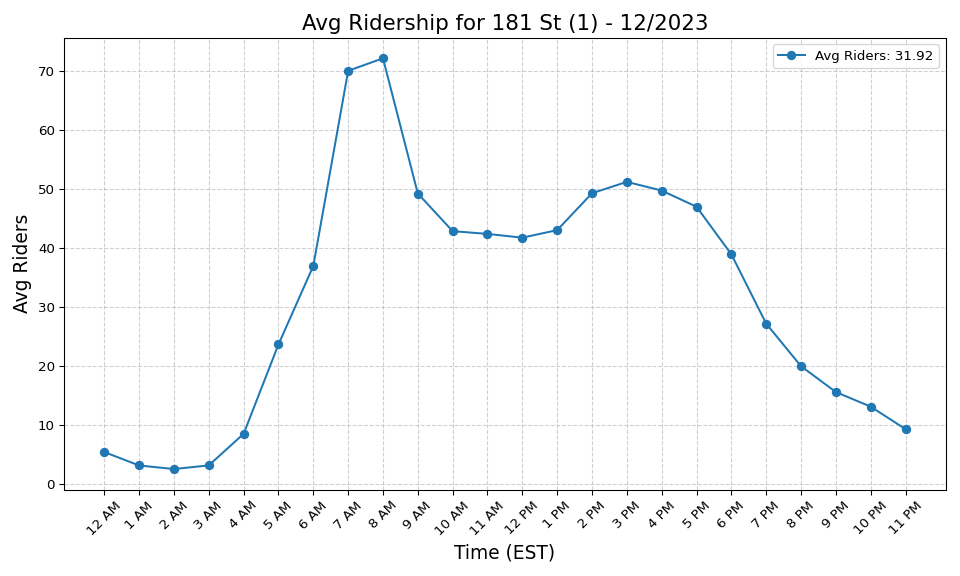 Avg Ridership for 181 St (1) - 12/2023
Avg Riders: 31.92
Avg Riders
70
60
50
40
30
20
10
0
12 AM
1 AM
2 AM
3 AM
4 AM
5 AM
6 AM
7 AM
8 AM
9 AM
10 AM
11 AM
12 PM
1 PM
2 PM
3 PM
4 PM
5 PM
6 PM
7 PM
8 PM
9 PM
10 PM
11 PM
Time (EST)